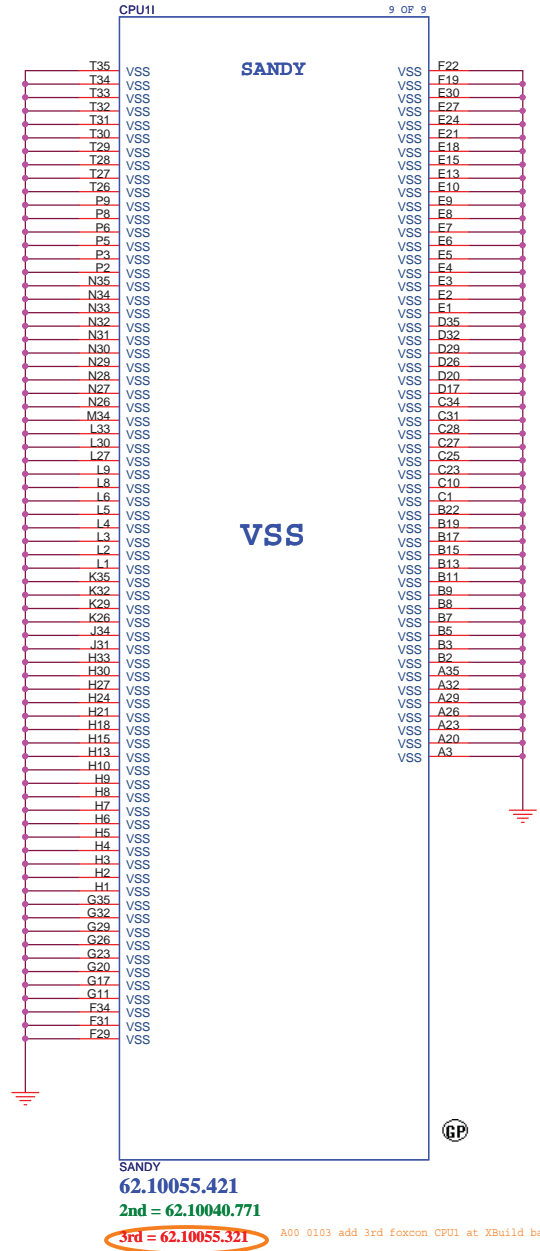 CPU1I 9 OF 9
SANDY
T35 VSS VSS F22
T34 VSS VSS F19
T33 VSS VSS E30
T32 VSS VSS E27
T31 VSS VSS E24
T30 VSS VSS E21
T29 VSS VSS E18
T28 VSS VSS E15
T27 VSS VSS E13
T26 VSS VSS E10
P9 VSS VSS E9
P8 VSS VSS E8
P6 VSS VSS E7
P5 VSS VSS E6
P3 VSS VSS E5
P2 VSS VSS E4
N35 VSS VSS E3
N34 VSS VSS E2
N33 VSS VSS E1
N32 VSS VSS D35
N31 VSS VSS D32
N30 VSS VSS D29
N29 VSS VSS D26
N28 VSS VSS D20
N27 VSS VSS D17
N26 VSS VSS C34
M34 VSS VSS C31
L33 VSS VSS C28
L30 VSS VSS C27
L27 VSS VSS C25
L9 VSS VSS C23
L8 VSS VSS C10
L6 VSS VSS C1
L5 VSS VSS B22
L4 VSS VSS B19
VSS
L3 VSS VSS B17
L2 VSS VSS B15
L1 VSS VSS B13
K35 VSS VSS B11
K32 VSS VSS B9
K29 VSS VSS B8
K26 VSS VSS B7
J34 VSS VSS B5
J31 VSS VSS B3
H33 VSS VSS B2
H30 VSS VSS A35
H27 VSS VSS A32
H24 VSS VSS A29
H21 VSS VSS A26
H18 VSS VSS A23
H15 VSS VSS A20
H13 VSS VSS A3
H10 VSS
H9 VSS
H8 VSS
H7 VSS
H6 VSS
H5 VSS
H4 VSS
H3 VSS
H2 VSS
H1 VSS
G35 VSS
G32 VSS
G29 VSS
G26 VSS
G23 VSS
G20 VSS
G17 VSS
G11 VSS
F34 VSS
F31 VSS
F29 VSS
GP
SANDY
62.10055.421
2nd = 62.10040.771
3rd = 62.10055.321 A00 0103 add 3rd foxcon CPU1 at XBuild